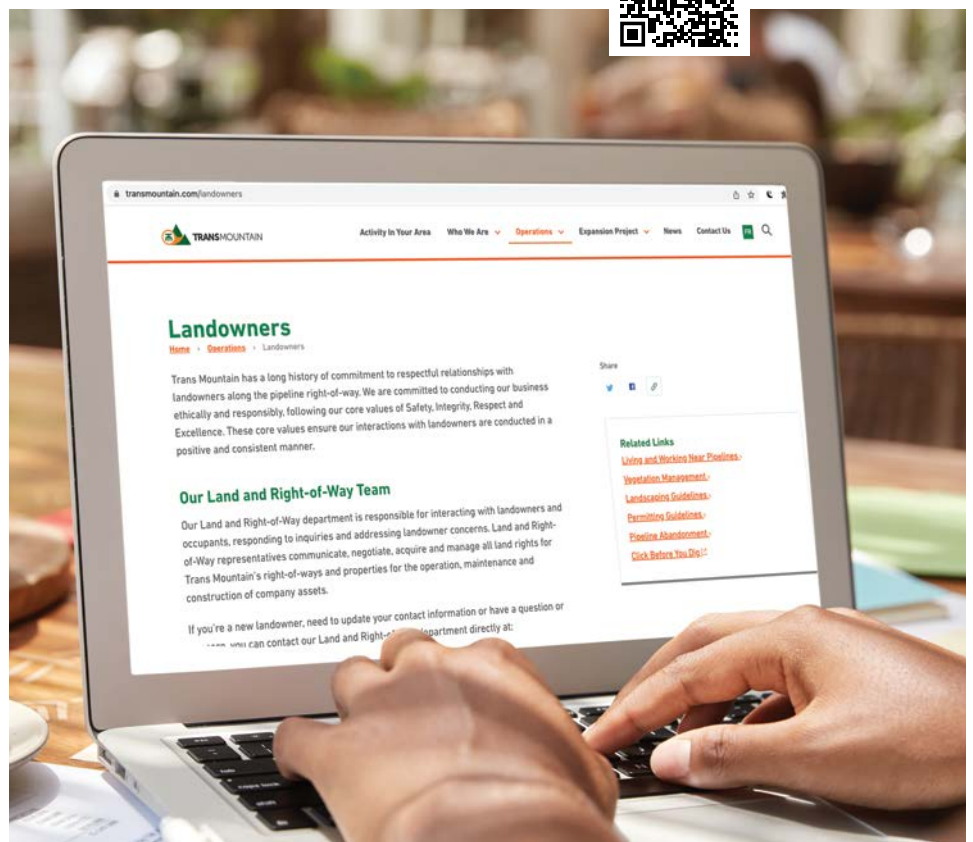 transmountain.com/landowners
TRANSMOUNTAIN
Activity In Your Area Who We Are Operations Expansion Project News Contact Us FR
Landowners
Home › Operations › Landowners
Trans Mountain has a long history of commitment to respectful relationships with
landowners along the pipeline right-of-way. We are committed to conducting our business
ethically and responsibly, following our core values of Safety, Integrity, Respect and
Excellence. These core values ensure our interactions with landowners are conducted in a
positive and consistent manner.
Share
Related Links
Living and Working Near Pipelines ›
Vegetation Management ›
Landscaping Guidelines ›
Permitting Guidelines ›
Pipeline Abandonment ›
Click Before You Dig
Our Land and Right-of-Way Team
Our Land and Right-of-Way department is responsible for interacting with landowners and
occupants, responding to inquiries and addressing landowner concerns. Land and Right-
of-Way representatives communicate, negotiate, acquire and manage all land rights for
Trans Mountain's right-of-ways and properties for the operation, maintenance and
construction of company assets.
If you're a new landowner, need to update your contact information or have a question or
you can contact our Land and Right- department directly at: